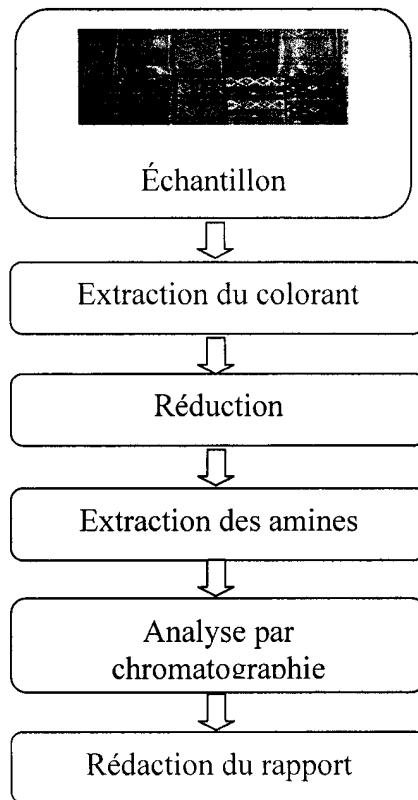 Échantillon
Extraction du colorant
Réduction
Extraction des amines
Analyse par
chromatographie
Rédaction du rapport